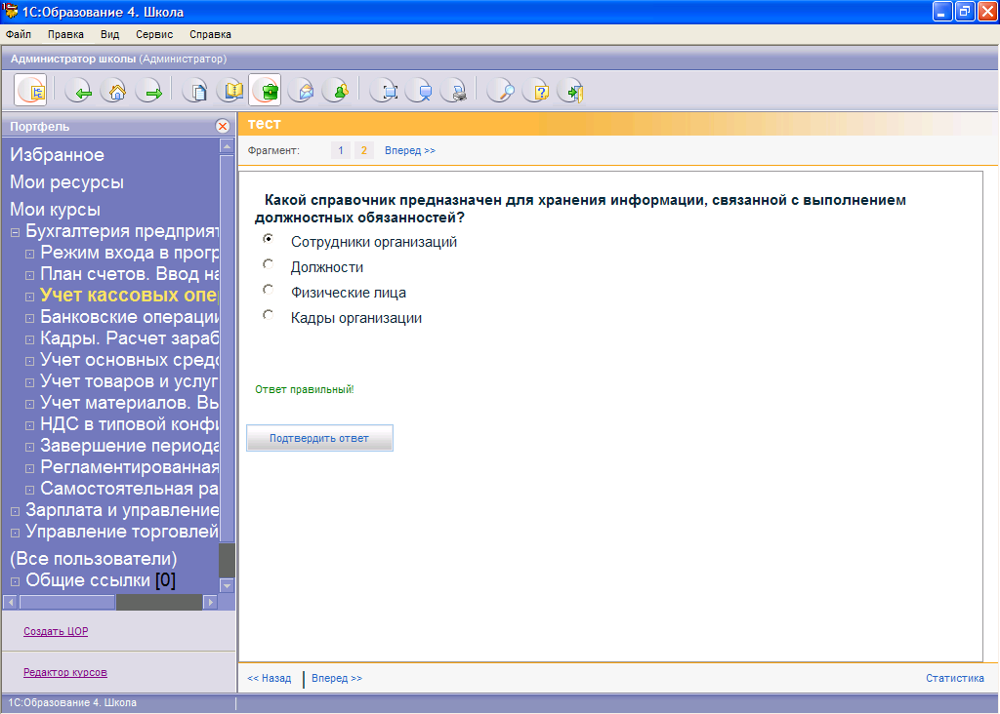 1С:Образование 4. Школа
Файл Правка Вид Сервис Справка
Администратор школы (Администратор)
Портфель
Избранное
Мои ресурсы
Мои курсы
Бухгалтерия предприят
Режим входа в прогр
План счетов. Ввод на
Учет кассовых опе
Банковские операции
Кадры. Расчет зараб
Учет основных средс
Учет товаров и услуг
Учет материалов. Вы
НДС в типовой конфи
Завершение периода
Регламентированная
Самостоятельная ра
Зарплата и управление
Управление торговлей
(Все пользователи)
Общие ссылки [0]
Создать ЦОР
Редактор курсов
тест
Фрагмент: 1 2 Вперед >>
Какой справочник предназначен для хранения информации, связанной с выполнением
должностных обязанностей?
Сотрудники организаций
Должности
Физические лица
Кадры организации
Ответ правильный!
Подтвердить ответ
<< Назад Вперед >> Статистика
1С:Образование 4. Школа